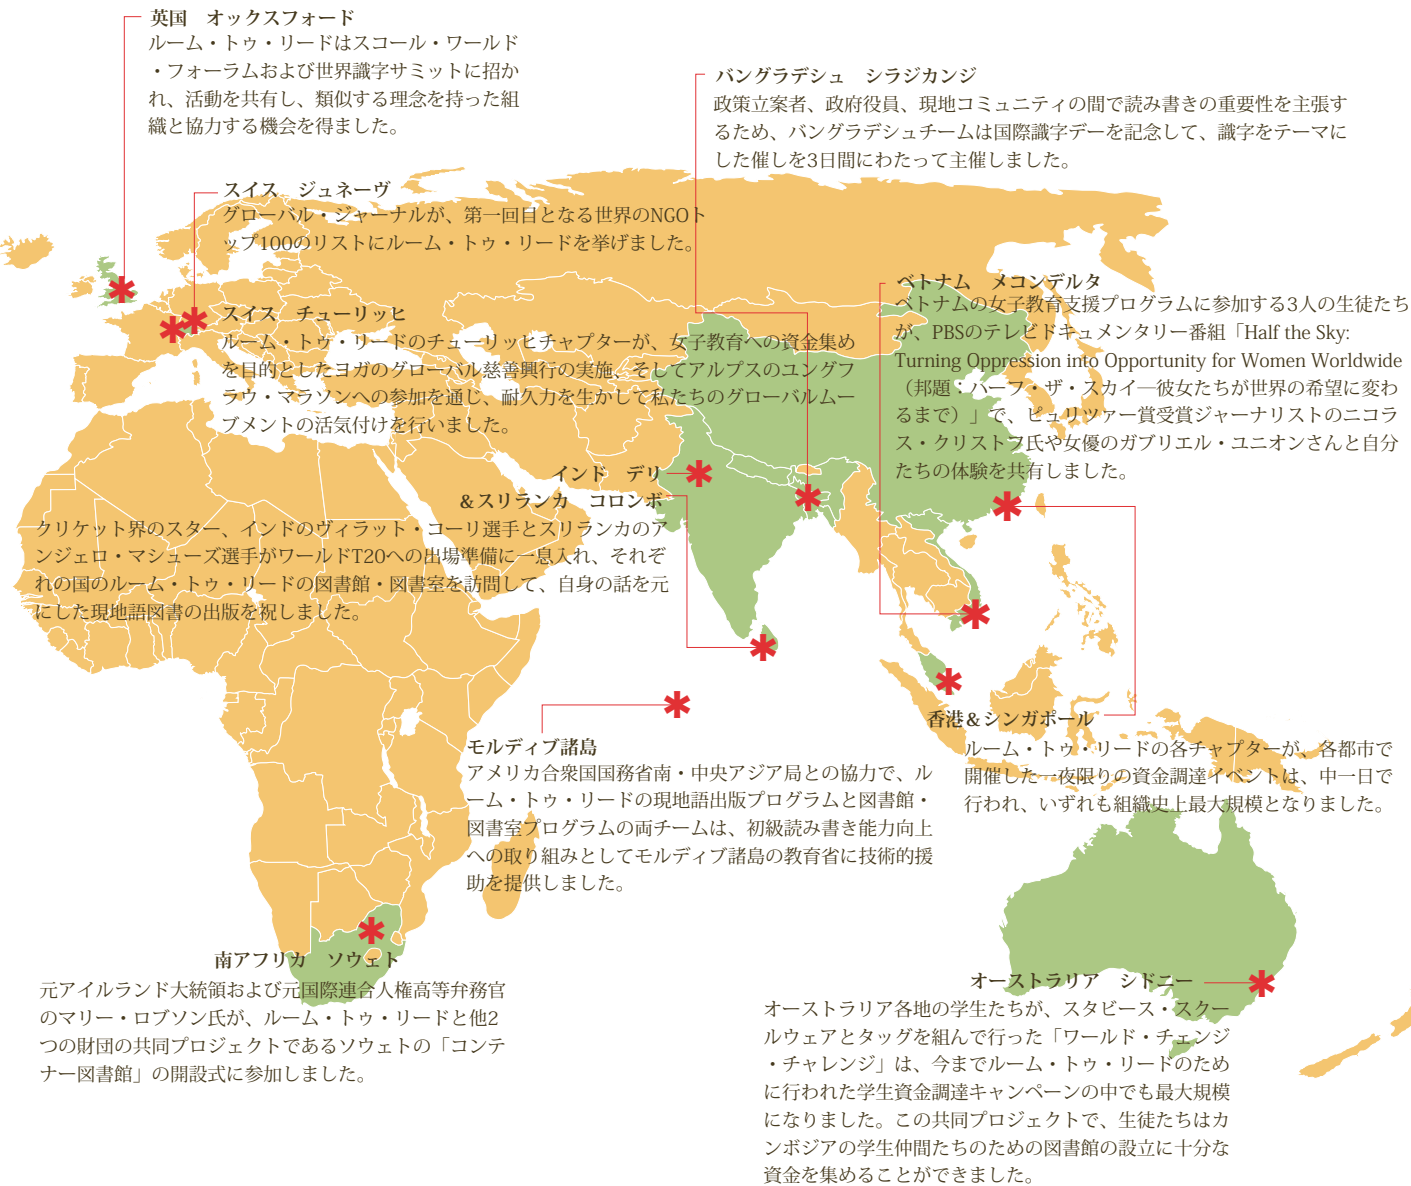 英国　オックスフォード
ルーム・トゥ・リードはスコール・ワールド
・フォーラムおよび世界識字サミットに招か
れ、活動を共有し、類似する理念を持った組
織と協力する機会を得ました。
バングラデシュ　シラジカンジ
政策立案者、政府役員、現地コミュニティの間で読み書きの重要性を主張す
るため、バングラデシュチームは国際識字デーを記念して、識字をテーマに
した催しを3日間にわたって主催しました。
スイス　ジュネーヴ
グローバル・ジャーナルが、第一回目となる世界のNGOト
ップ100のリストにルーム・トゥ・リードを挙げました。
スイス　チューリッヒ
ルーム・トゥ・リードのチューリッヒチャプターが、女子教育への資金集め
を目的としたヨガのグローバル慈善興行の実施、そしてアルプスのユングフ
ラウ・マラソンへの参加を通じ、耐久力を生かして私たちのグローバルムー
ブメントの活気付けを行いました。
ベトナム　メコンデルタ
ベトナムの女子教育支援プログラムに参加する3人の生徒たち
が、PBSのテレビドキュメンタリー番組「Half the Sky:
Turning Oppression into Opportunity for Women Worldwide
（邦題：ハーフ・ザ・スカイ―彼女たちが世界の希望に変わ
るまで）」で、ピュリツァー賞受賞ジャーナリストのニコラ
ス・クリストフ氏や女優のガブリエル・ユニオンさんと自分
たちの体験を共有しました。
インド　デリ
＆スリランカ　コロンボ
クリケット界のスター、インドのヴィラット・コーリ選手とスリランカのア
ンジェロ・マシューズ選手がワールドT20への出場準備に一息入れ、それぞ
れの国のルーム・トゥ・リードの図書館・図書室を訪問して、自身の話を元
にした現地語図書の出版を祝しました。
モルディブ諸島
アメリカ合衆国国務省南・中央アジア局との協力で、ル
ーム・トゥ・リードの現地語出版プログラムと図書館・
図書室プログラムの両チームは、初級読み書き能力向上
への取り組みとしてモルディブ諸島の教育省に技術的援
助を提供しました。
香港＆シンガポール
ルーム・トゥ・リードの各チャプターが、各都市で
開催した一夜限りの資金調達イベントは、中一日で
行われ、いずれも組織史上最大規模となりました。
南アフリカ　ソウェト
元アイルランド大統領および元国際連合人権高等弁務官
のマリー・ロブソン氏が、ルーム・トゥ・リードと他2
つの財団の共同プロジェクトであるソウェトの「コンテ
ナー図書館」の開設式に参加しました。
オーストラリア　シドニー
オーストラリア各地の学生たちが、スタビース・スクー
ルウェアとタッグを組んで行った「ワールド・チェンジ
・チャレンジ」は、今までルーム・トゥ・リードのため
に行われた学生資金調達キャンペーンの中でも最大規模
になりました。この共同プロジェクトで、生徒たちはカ
ンボジアの学生仲間たちのための図書館の設立に十分な
資金を集めることができました。